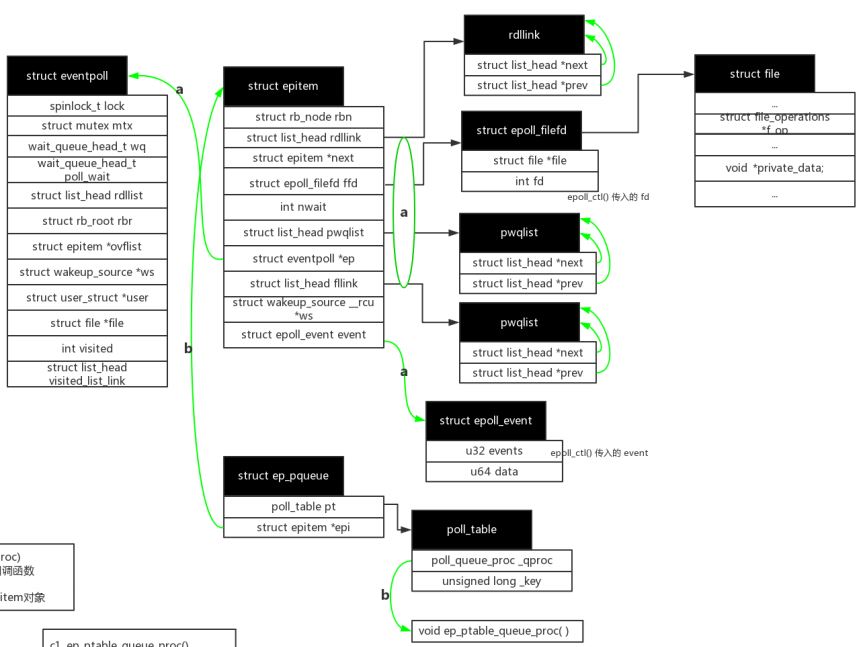 struct eventpoll
spinlock_t lock
struct mutex mtx
wait_queue_head_t wq
wait_queue_head_t
poll_wait
struct list_head rdllist
struct rb_root rbr
struct epitem *ovflist
struct wakeup_source *ws
struct user_struct *user
struct file *file
int visited
struct list_head
visited_list_link
a
b
struct epitem
struct rb_node rbn
struct list_head rdllink
struct epitem *next
struct epoll_filefd ffd
int nwait
struct list_head pwqlist
struct eventpoll *ep
struct list_head fllink
struct wakeup_source __rcu
*ws
struct epoll_event event
a
a
rdllink
struct list_head *next
struct list_head *prev
struct epoll_filefd
struct file *file
int fd
epoll_ctl() 传入的 fd
struct file
...
struct file_operations
*f_op
...
void *private_data;
...
pwqlist
struct list_head *next
struct list_head *prev
pwqlist
struct list_head *next
struct list_head *prev
struct epoll_event
u32 events
u64 data
epoll_ctl() 传入的 event
struct ep_pqueue
poll_table pt
struct epitem *epi
poll_table
poll_queue_proc _qproc
unsigned long _key
b
void ep_ptable_queue_proc( )
roc)
调函数
item对象
c1. ep_ptable_queue_proc()